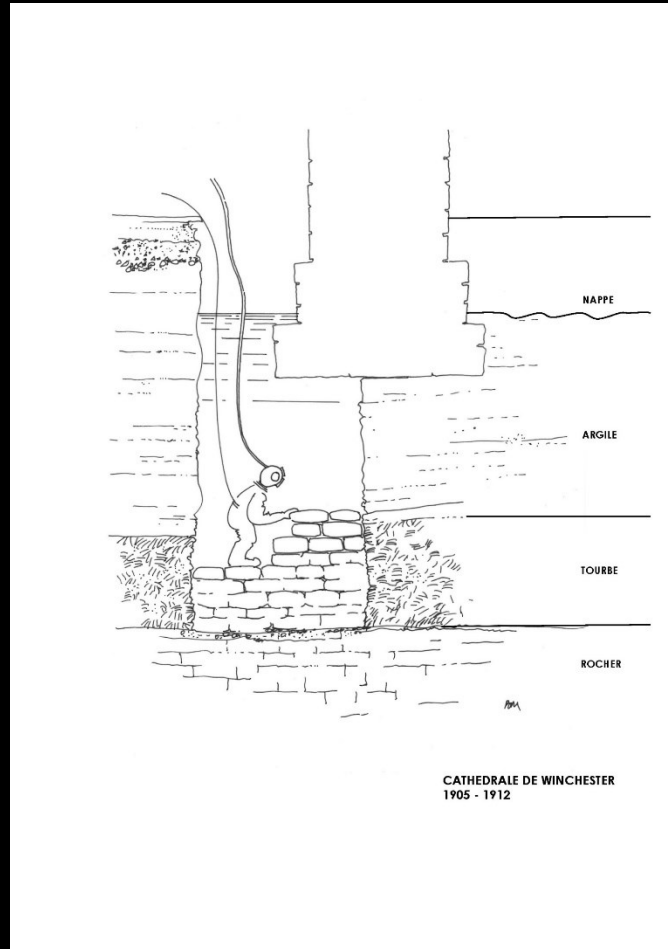 NAPPE
ARGILE
TOURBE
ROCHER
CATHEDRALE DE WINCHESTER
1905 - 1912